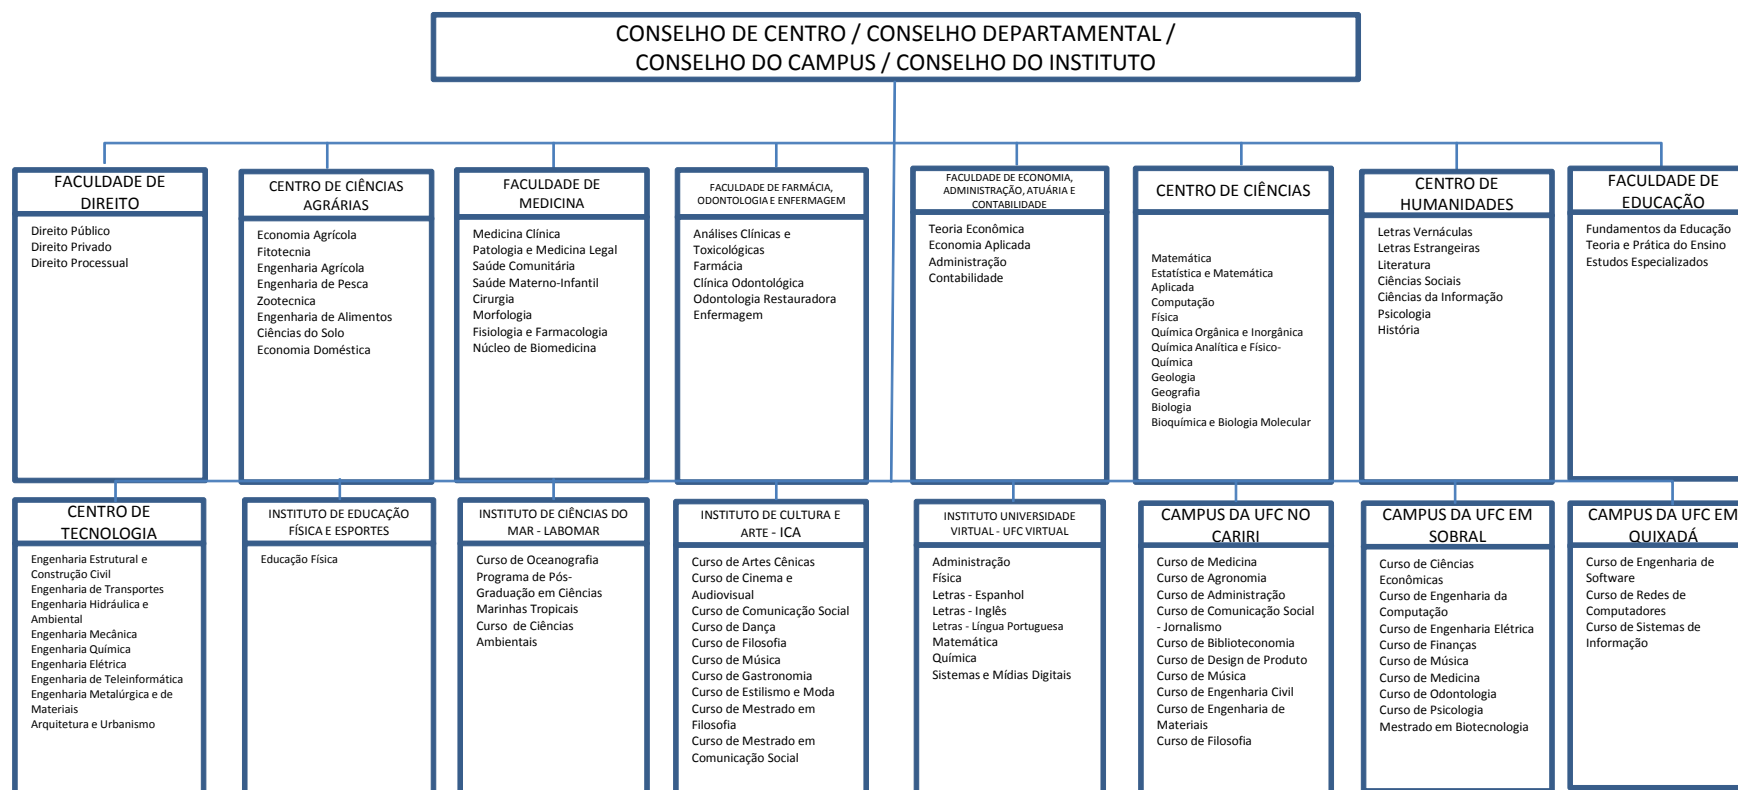 CONSELHO DE CENTRO / CONSELHO DEPARTAMENTAL /
CONSELHO DO CAMPUS / CONSELHO DO INSTITUTO
FACULDADE DE
DIREITO
Direito Público
Direito Privado
Direito Processual
CENTRO DE CIÊNCIAS
AGRÁRIAS
Economia Agrícola
Fitotecnia
Engenharia Agrícola
Engenharia de Pesca
Zootecnica
Engenharia de Alimentos
Ciências do Solo
Economia Doméstica
FACULDADE DE
MEDICINA
Medicina Clínica
Patologia e Medicina Legal
Saúde Comunitária
Saúde Materno-Infantil
Cirurgia
Morfologia
Fisiologia e Farmacologia
Núcleo de Biomedicina
FACULDADE DE FARMÁCIA,
ODONTOLOGIA E ENFERMAGEM
Análises Clínicas e
Toxicológicas
Farmácia
Clínica Odontológica
Odontologia Restauradora
Enfermagem
FACULDADE DE ECONOMIA,
ADMINISTRAÇÃO, ATUÁRIA E
CONTABILIDADE
Teoria Econômica
Economia Aplicada
Administração
Contabilidade
CENTRO DE CIÊNCIAS
Matemática
Estatística e Matemática
Aplicada
Computação
Física
Química Orgânica e Inorgânica
Química Analítica e Físico-
Química
Geologia
Geografia
Biologia
Bioquímica e Biologia Molecular
CENTRO DE
HUMANIDADES
Letras Vernáculas
Letras Estrangeiras
Literatura
Ciências Sociais
Ciências da Informação
Psicologia
História
FACULDADE DE
EDUCAÇÃO
Fundamentos da Educação
Teoria e Prática do Ensino
Estudos Especializados
CENTRO DE
TECNOLOGIA
Engenharia Estrutural e
Construção Civil
Engenharia de Transportes
Engenharia Hidráulica e
Ambiental
Engenharia Mecânica
Engenharia Química
Engenharia Elétrica
Engenharia de Teleinformática
Engenharia Metalúrgica e de
Materiais
Arquitetura e Urbanismo
INSTITUTO DE EDUCAÇÃO
FÍSICA E ESPORTES
Educação Física
INSTITUTO DE CIÊNCIAS DO
MAR - LABOMAR
Curso de Oceanografia
Programa de Pós-
Graduação em Ciências
Marinhas Tropicais
Curso de Ciências
Ambientais
INSTITUTO DE CULTURA E
ARTE - ICA
Curso de Artes Cênicas
Curso de Cinema e
Audiovisual
Curso de Comunicação Social
Curso de Dança
Curso de Filosofia
Curso de Música
Curso de Gastronomia
Curso de Estilismo e Moda
Curso de Mestrado em
Filosofia
Curso de Mestrado em
Comunicação Social
INSTITUTO UNIVERSIDADE
VIRTUAL - UFC VIRTUAL
Administração
Física
Letras - Espanhol
Letras - Inglês
Letras - Língua Portuguesa
Matemática
Química
Sistemas e Mídias Digitais
CAMPUS DA UFC NO
CARIRI
Curso de Medicina
Curso de Agronomia
Curso de Administração
Curso de Comunicação Social
- Jornalismo
Curso de Biblioteconomia
Curso de Design de Produto
Curso de Música
Curso de Engenharia Civil
Curso de Engenharia de
Materiais
Curso de Filosofia
CAMPUS DA UFC EM
SOBRAL
Curso de Ciências
Econômicas
Curso de Engenharia da
Computação
Curso de Engenharia Elétrica
Curso de Finanças
Curso de Música
Curso de Medicina
Curso de Odontologia
Curso de Psicologia
Mestrado em Biotecnologia
CAMPUS DA UFC EM
QUIXADÁ
Curso de Engenharia de
Software
Curso de Redes de
Computadores
Curso de Sistemas de
Informação